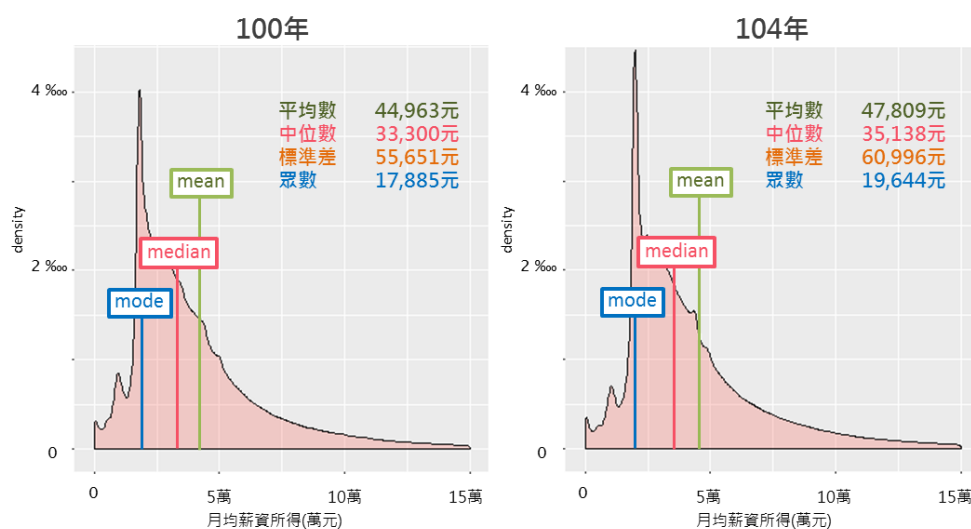 100年
density
4 ‱
2 ‱
0
平均數 44,963元
中位數 33,300元
標準差 55,651元
眾數 17,885元
mean
median
mode
0 5萬 10萬 15萬
月均薪資所得(萬元)
104年
density
4 ‱
2 ‱
0
平均數 47,809元
中位數 35,138元
標準差 60,996元
眾數 19,644元
mean
median
mode
0 5萬 10萬 15萬
月均薪資所得(萬元)